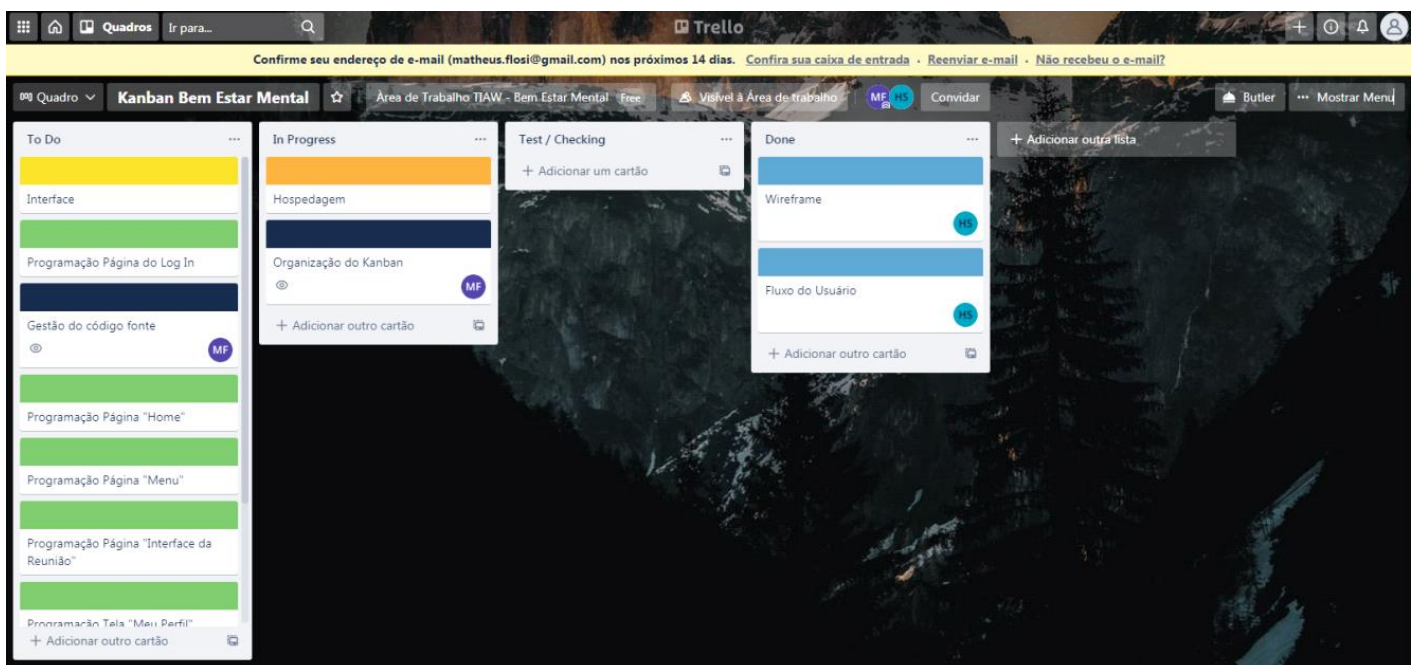 Quadros Ir para... Trello
Confirme seu endereço de e-mail (matheus.flosi@gmail.com) nos próximos 14 dias. Confira sua caixa de entrada · Reenviar e-mail · Não recebeu o e-mail?
Quadro Kanban Bem Estar Mental Área de Trabalho TIAW - Bem Estar Mental Free Visível à Área de trabalho MF HS Convidar Butler ··· Mostrar Menu
To Do ···
Interface
Programação Página do Log In
Gestão do código fonte
MF
Programação Página "Home"
Programação Página "Menu"
Programação Página "Interface da
Reunião"
Programação Tela "Meu Perfil"
+ Adicionar outro cartão
In Progress ···
Hospedagem
Organização do Kanban
MF
+ Adicionar outro cartão
Test / Checking ···
+ Adicionar um cartão
Done ···
Wireframe
HS
Fluxo do Usuário
HS
+ Adicionar outro cartão
+ Adicionar outra lista